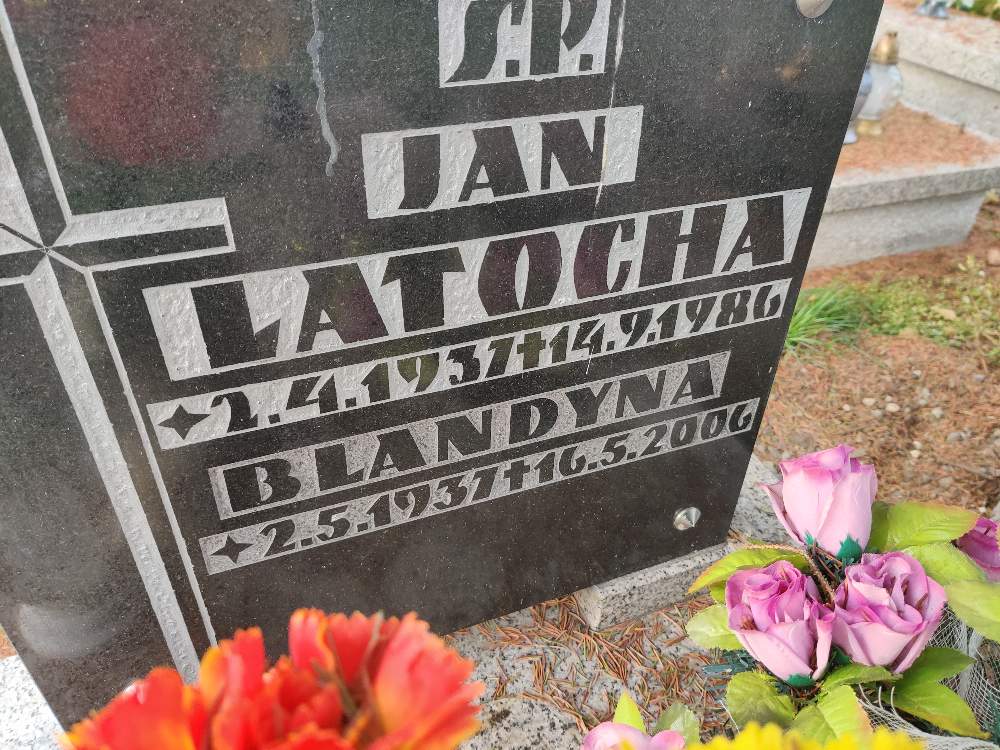 Ś.P.
JAN
LATOCHA
2.4.1937 † 14.9.1986
BLANDYNA
2.5.1937 † 16.5.2006